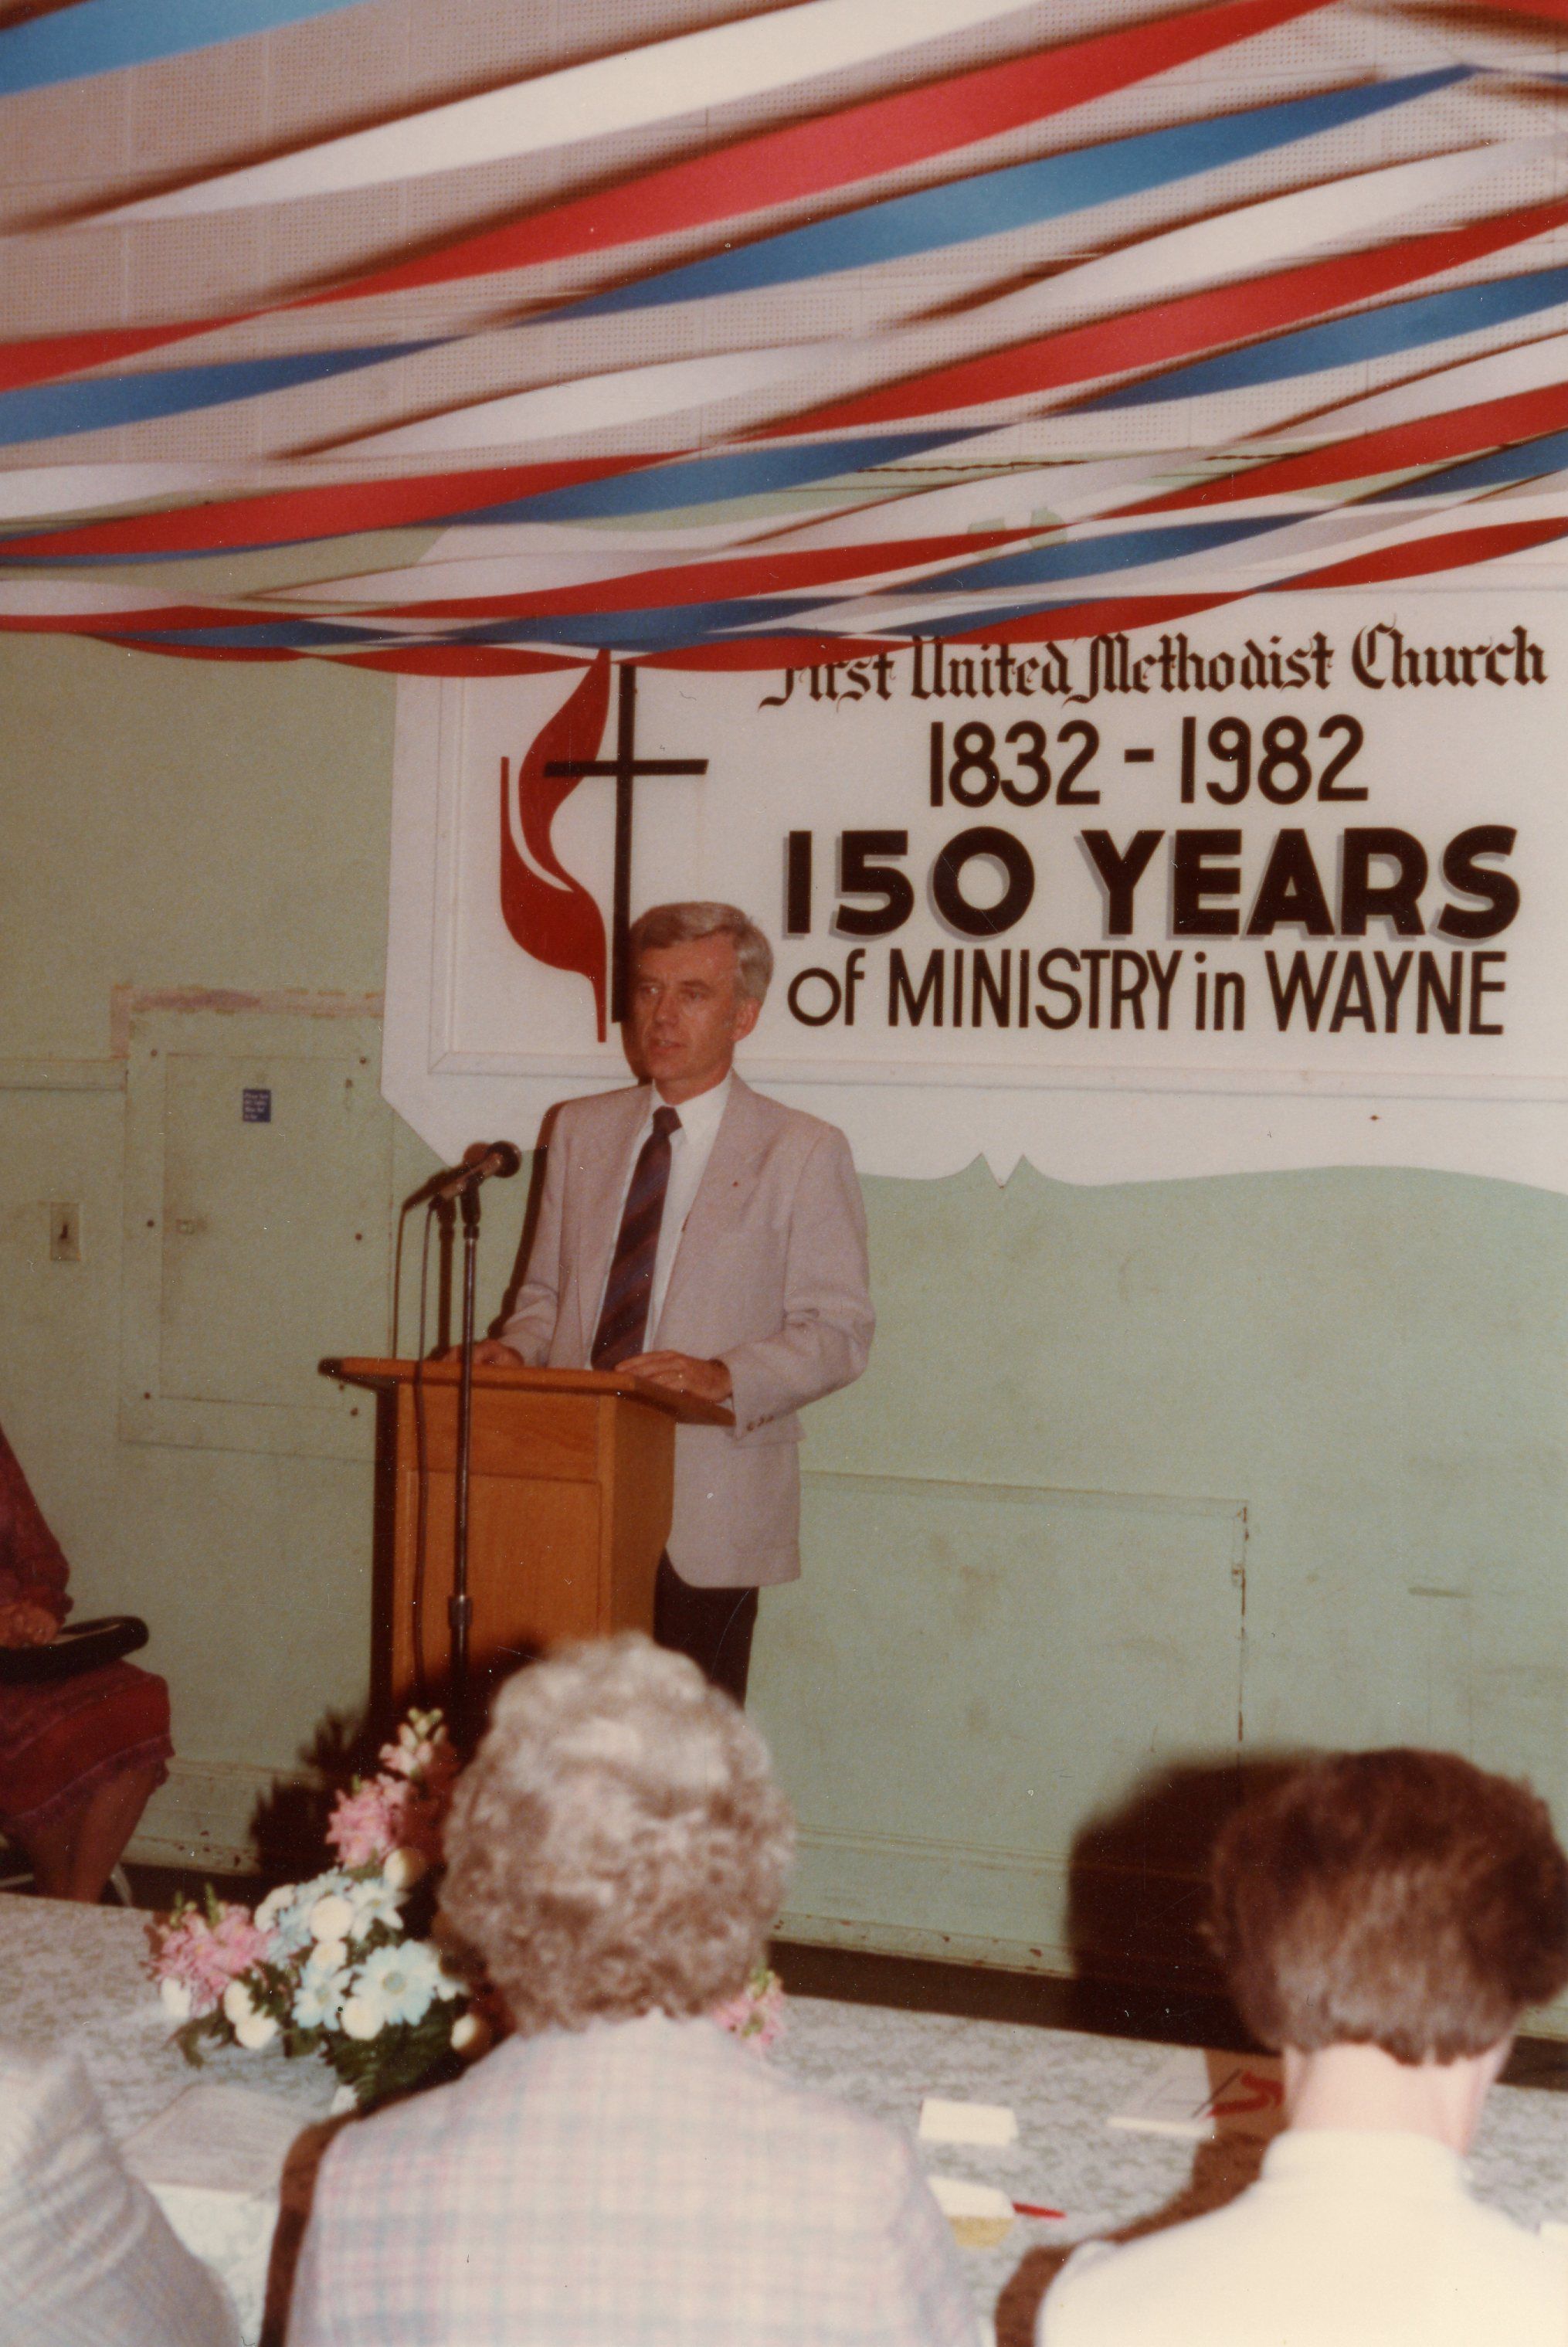 First United Methodist Church
1832 - 1982
150 YEARS
of MINISTRY in WAYNE